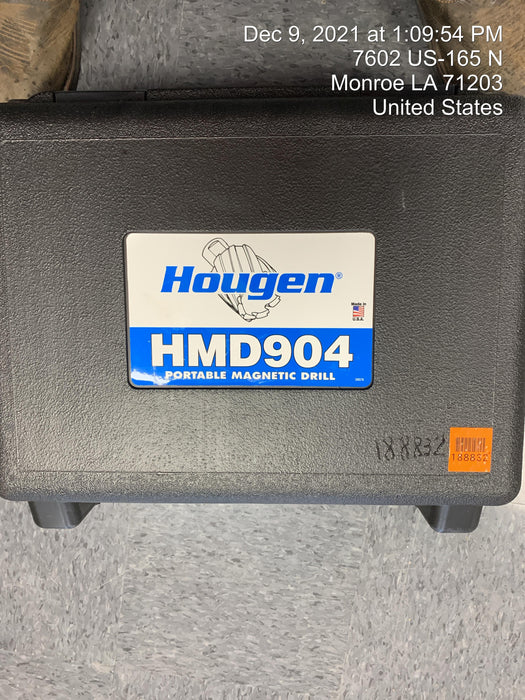 Dec 9, 2021 at 1:09:54 PM
7602 US-165 N
Monroe LA 71203
United States
Hougen®
Made in
U.S.A.
HMD904
PORTABLE MAGNETIC DRILL
188832
188832